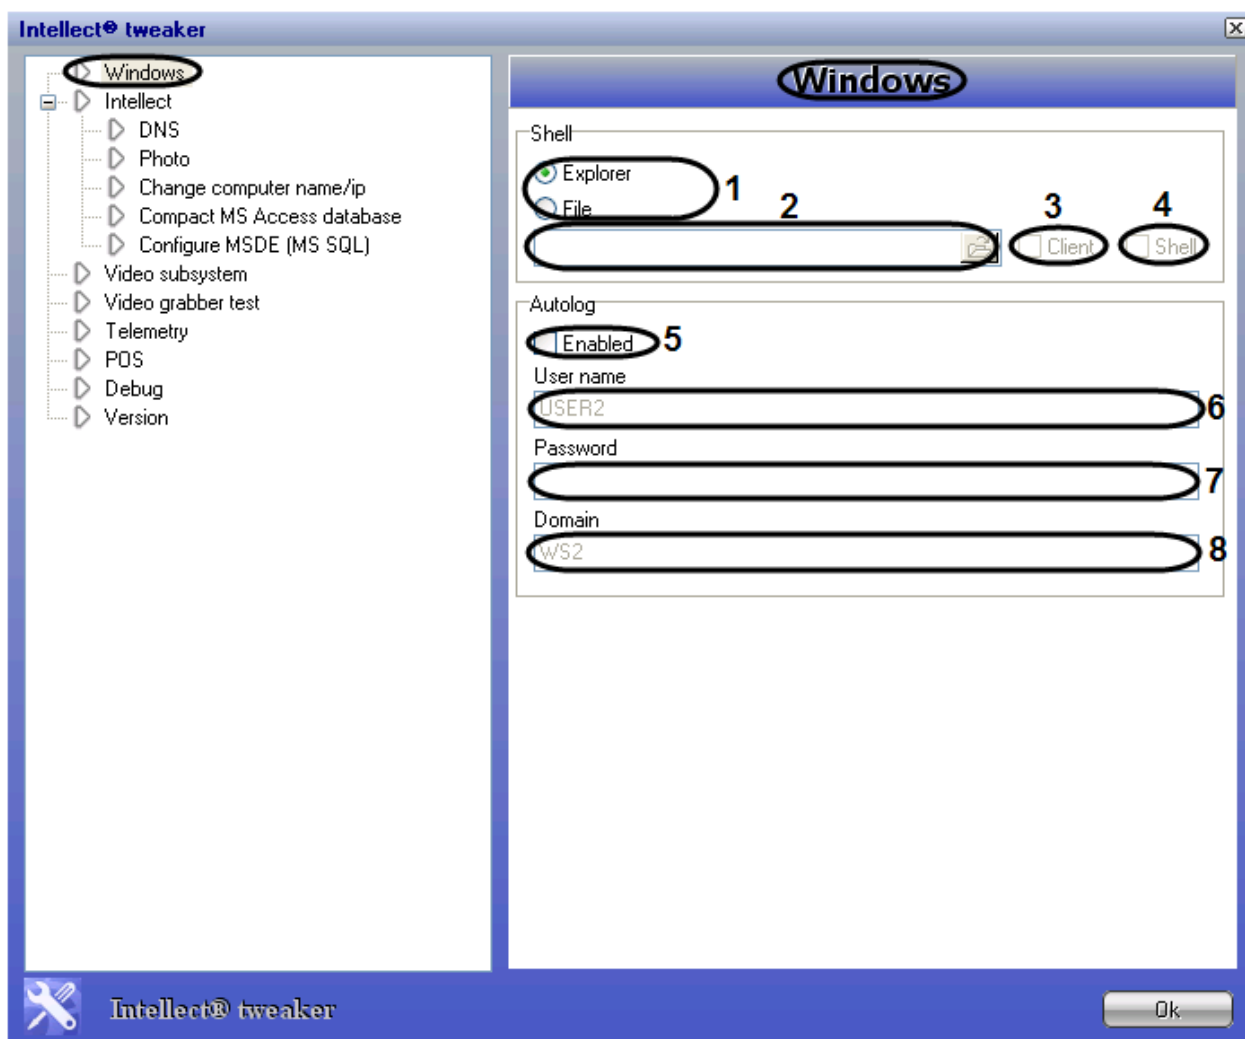 Intellect® tweaker
Windows
Intellect
DNS
Photo
Change computer name/ip
Compact MS Access database
Configure MSDE (MS SQL)
Video subsystem
Video grabber test
Telemetry
POS
Debug
Version
Windows
Shell
Explorer
1
File
2
3
4
Client
Shell
Autolog
Enabled
5
User name
USER2
6
Password
7
Domain
WS2
8
Intellect® tweaker
Ok